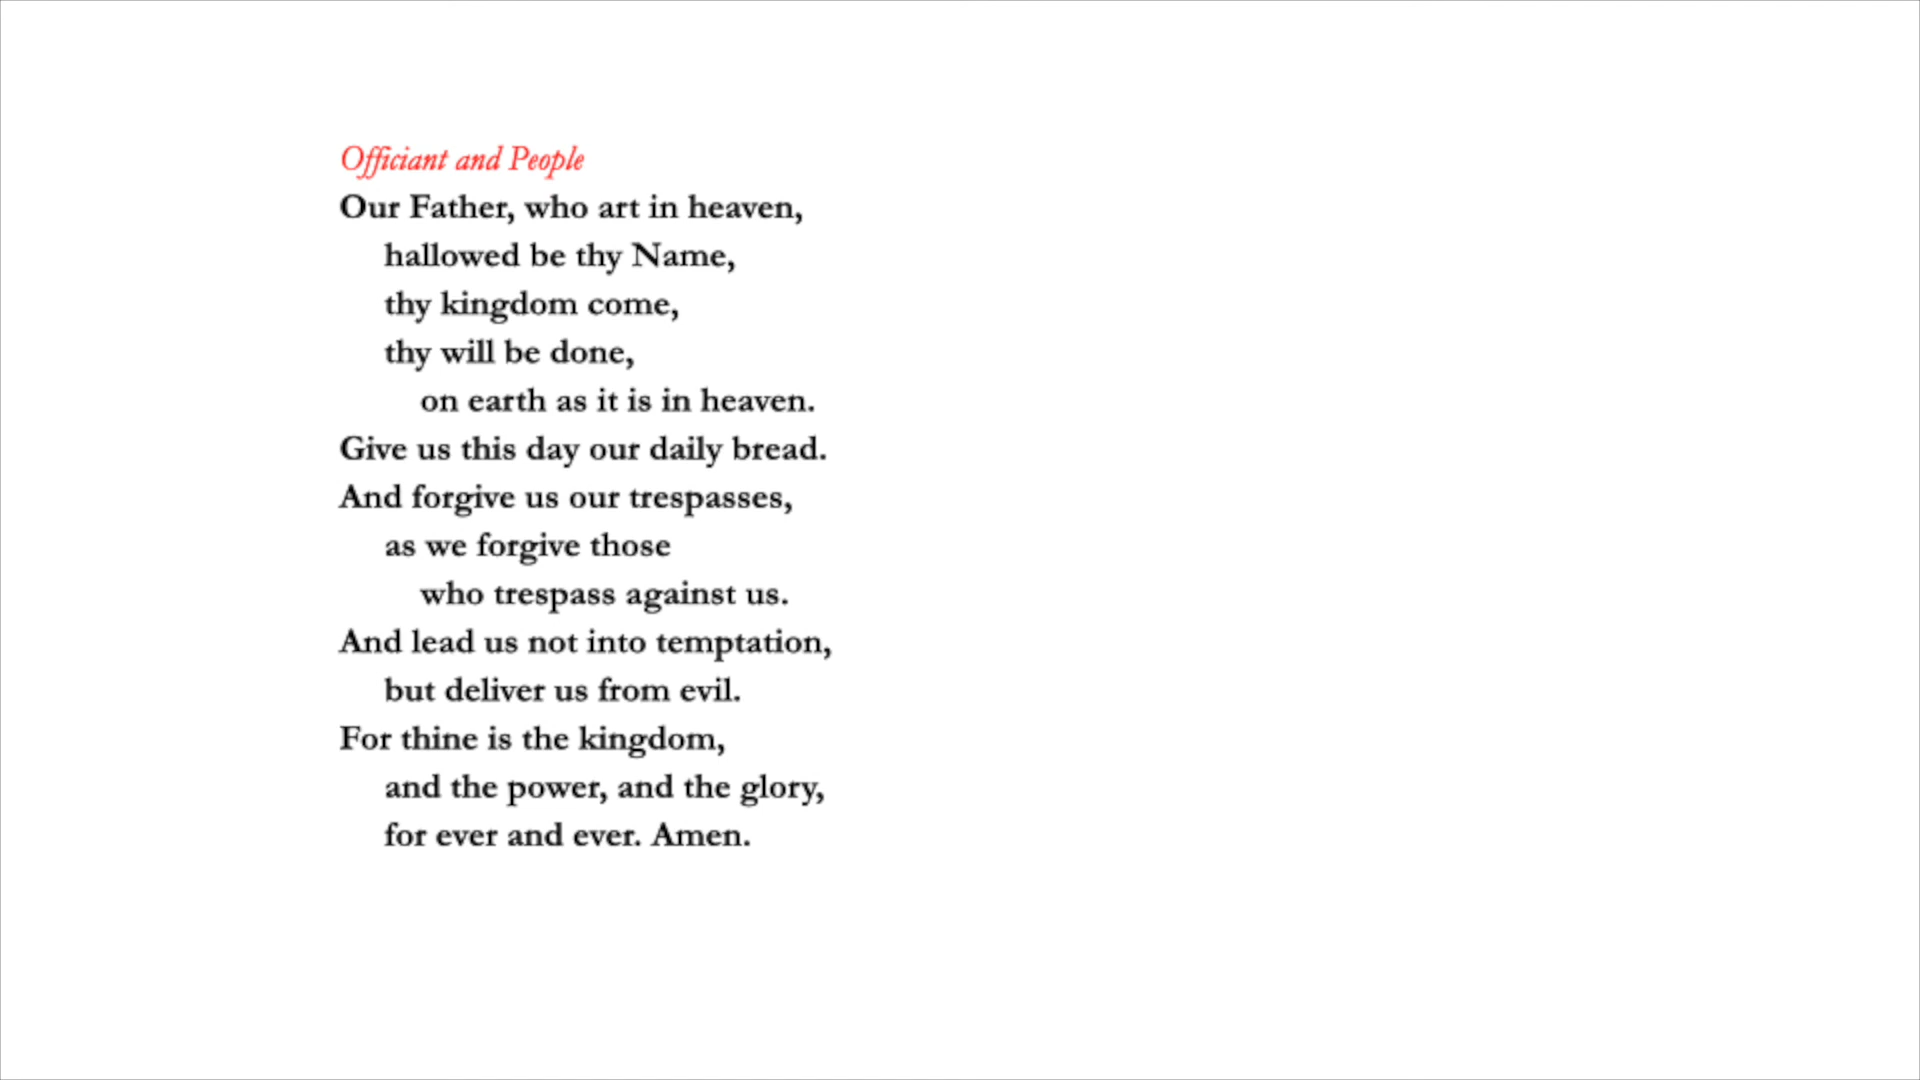 Officiant and People
Our Father, who art in heaven,
hallowed be thy Name,
thy kingdom come,
thy will be done,
on earth as it is in heaven.
Give us this day our daily bread.
And forgive us our trespasses,
as we forgive those
who trespass against us.
And lead us not into temptation,
but deliver us from evil.
For thine is the kingdom,
and the power, and the glory,
for ever and ever. Amen.